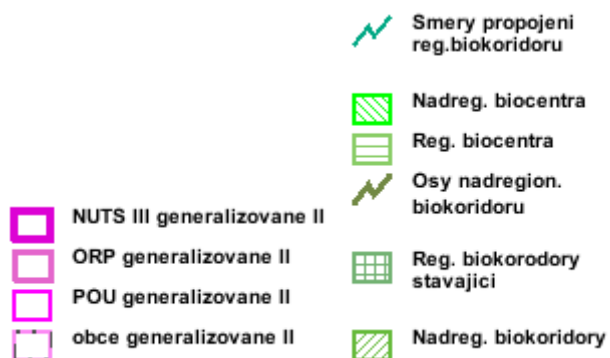 Smery propojeni
reg.biokoridoru
Nadreg. biocentra
Reg. biocentra
Osy nadregion.
biokoridoru
NUTS III generalizovane II
ORP generalizovane II
Reg. biokorodory
stavajici
POU generalizovane II
obce generalizovane II
Nadreg. biokoridory